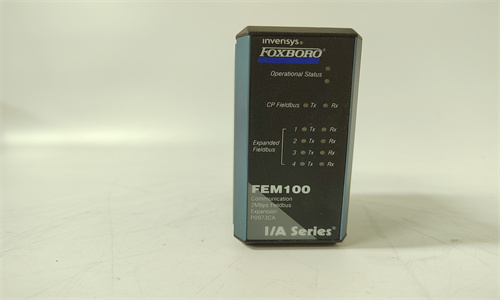 invensys®
FOXBORO®
Operational Status
CP Fieldbus Tx Rx
Expanded Fieldbus
1 Tx Rx
2 Tx Rx
3 Tx Rx
4 Tx Rx
FEM100
Communication
2Mbps Fieldbus
Expansion
P0973CA
I/A Series®